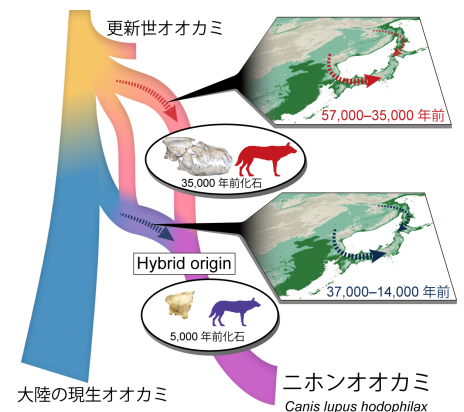 更新世オオカミ
57,000–35,000 年前
35,000 年前化石
37,000–14,000 年前
Hybrid origin
5,000 年前化石
大陸の現生オオカミ
ニホンオオカミ
Canis lupus hodophilax